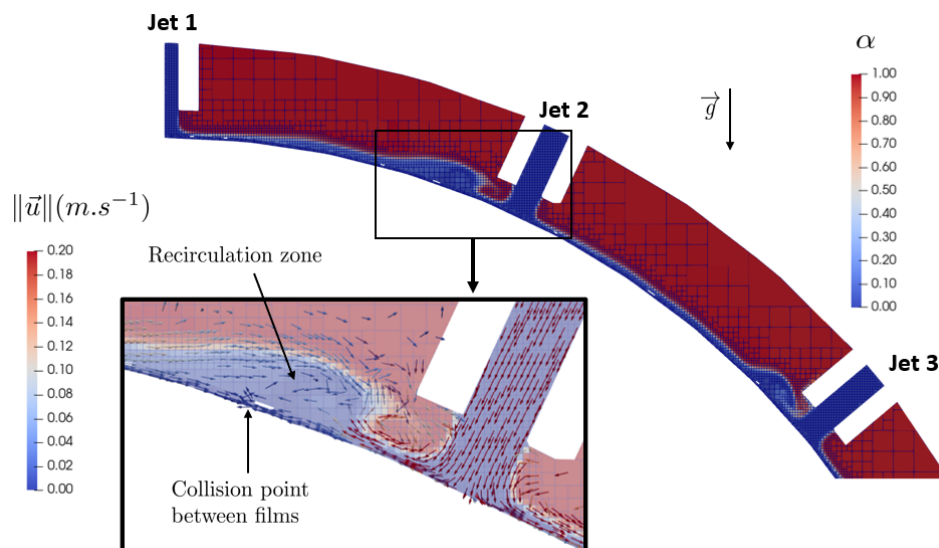 Jet 1
α
1.00
0.90
0.80
0.70
0.60
0.50
0.40
0.30
0.20
0.10
0.00
Jet 2
g
Jet 3
‖u⃗‖(m.s⁻¹)
0.20
0.18
0.16
0.14
0.12
0.10
0.08
0.06
0.04
0.02
0.00
Recirculation zone
Collision point
between films